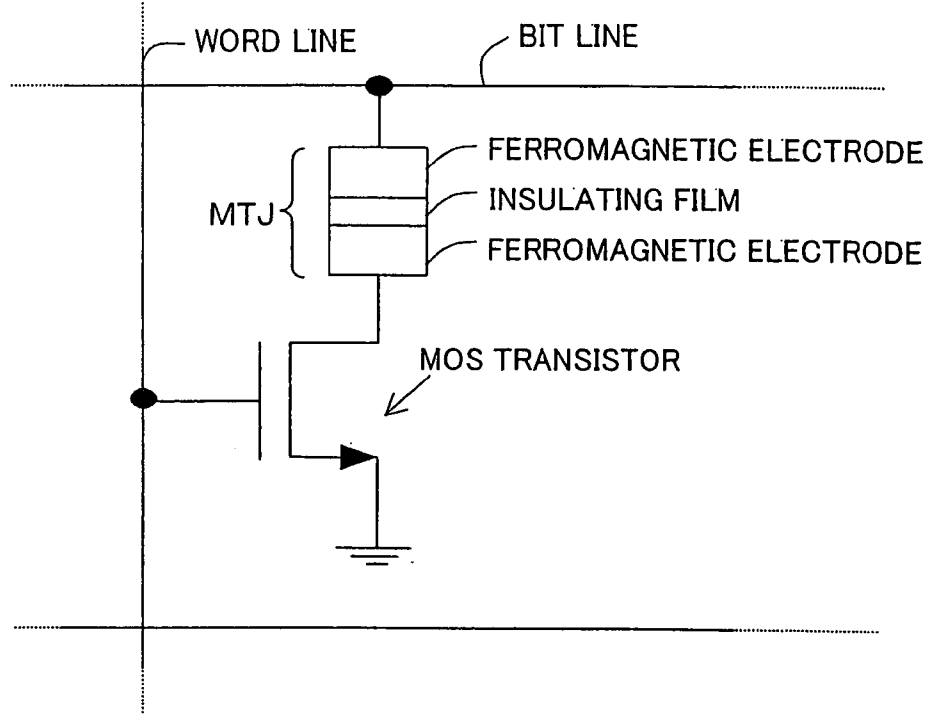 WORD LINE
BIT LINE
FERROMAGNETIC ELECTRODE
MTJ
INSULATING FILM
FERROMAGNETIC ELECTRODE
MOS TRANSISTOR